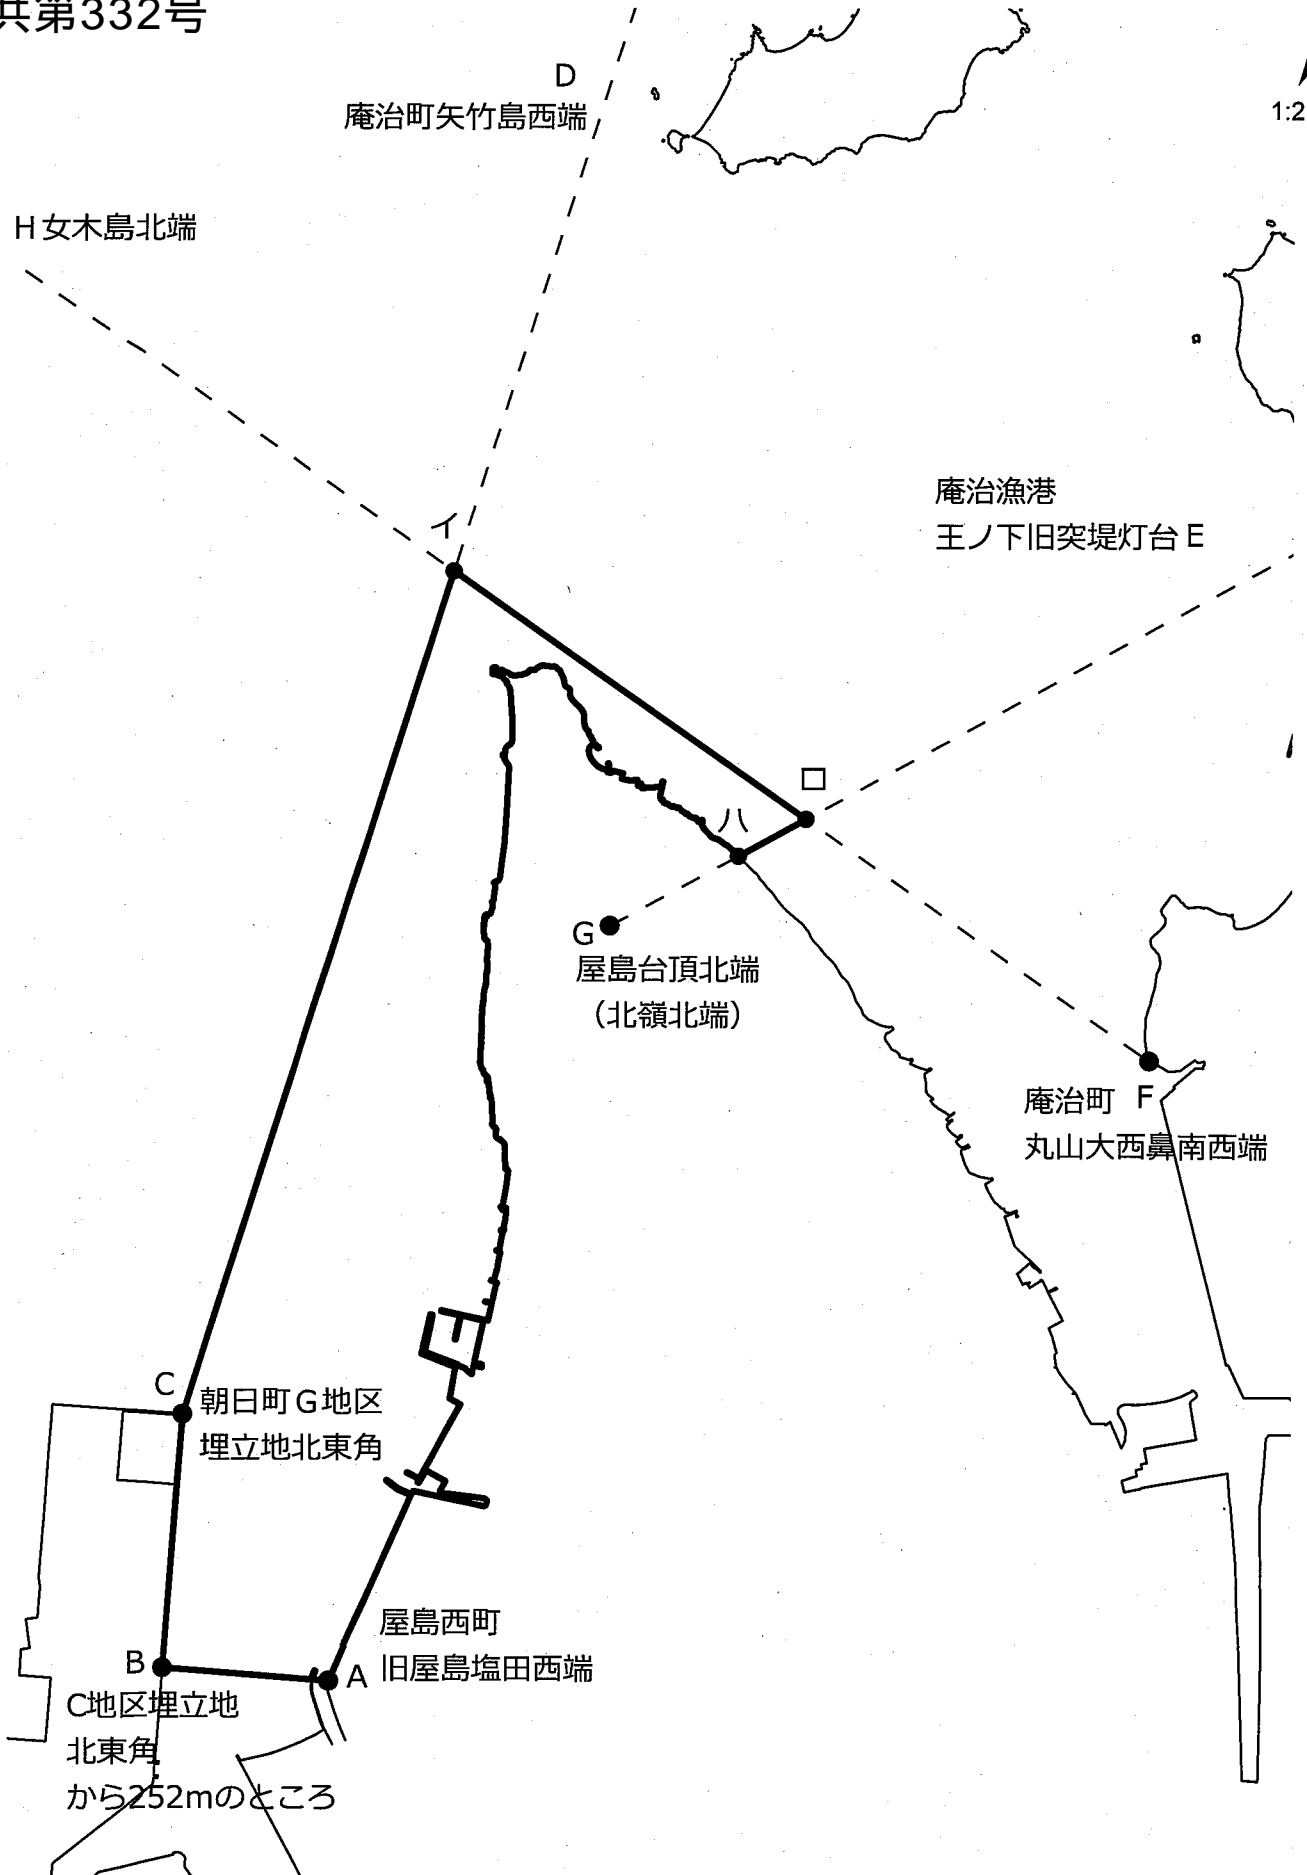 共第332号
D
庵治町矢竹島西端
1:2
H女木島北端
庵治漁港
王ノ下旧突堤灯台E
イ
ロ
ハ
G
屋島台頂北端
（北嶺北端）
庵治町 F
丸山大西鼻南西端
C
朝日町G地区
埋立地北東角
屋島西町
旧屋島塩田西端
B
A
C地区埋立地
北東角
から252mのところ